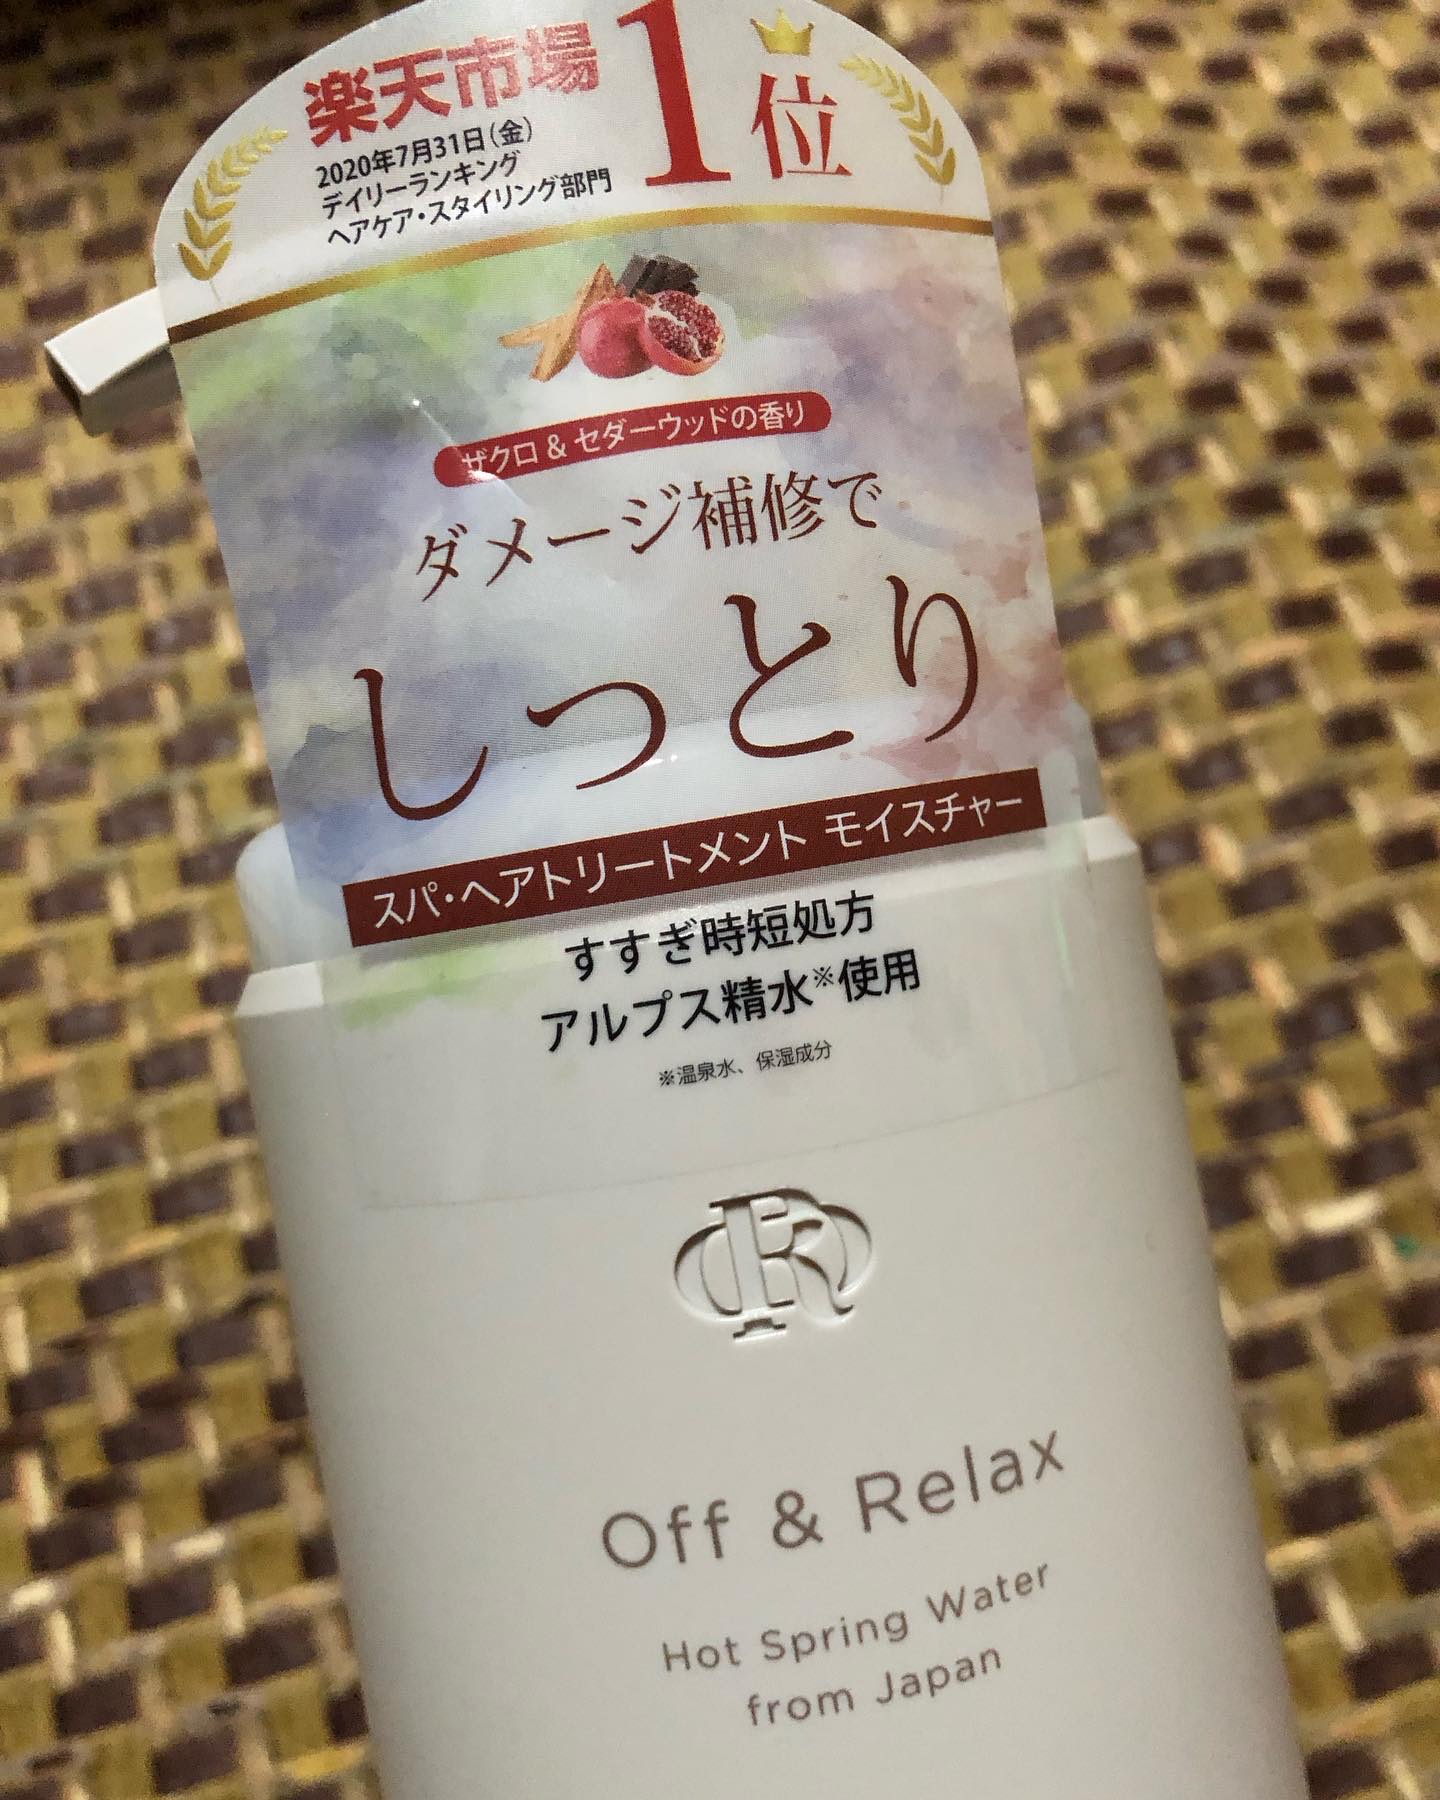 楽天市場
2020年7月31日(金)
デイリーランキング
ヘアケア・スタイリング部門
1位
ザクロ & セダーウッドの香り
ダメージ補修で
しっとり
スパ・ヘアトリートメント モイスチャー
すすぎ時短処方
アルプス精水※使用
※温泉水、保湿成分
OR
Off & Relax
Hot Spring Water
from Japan